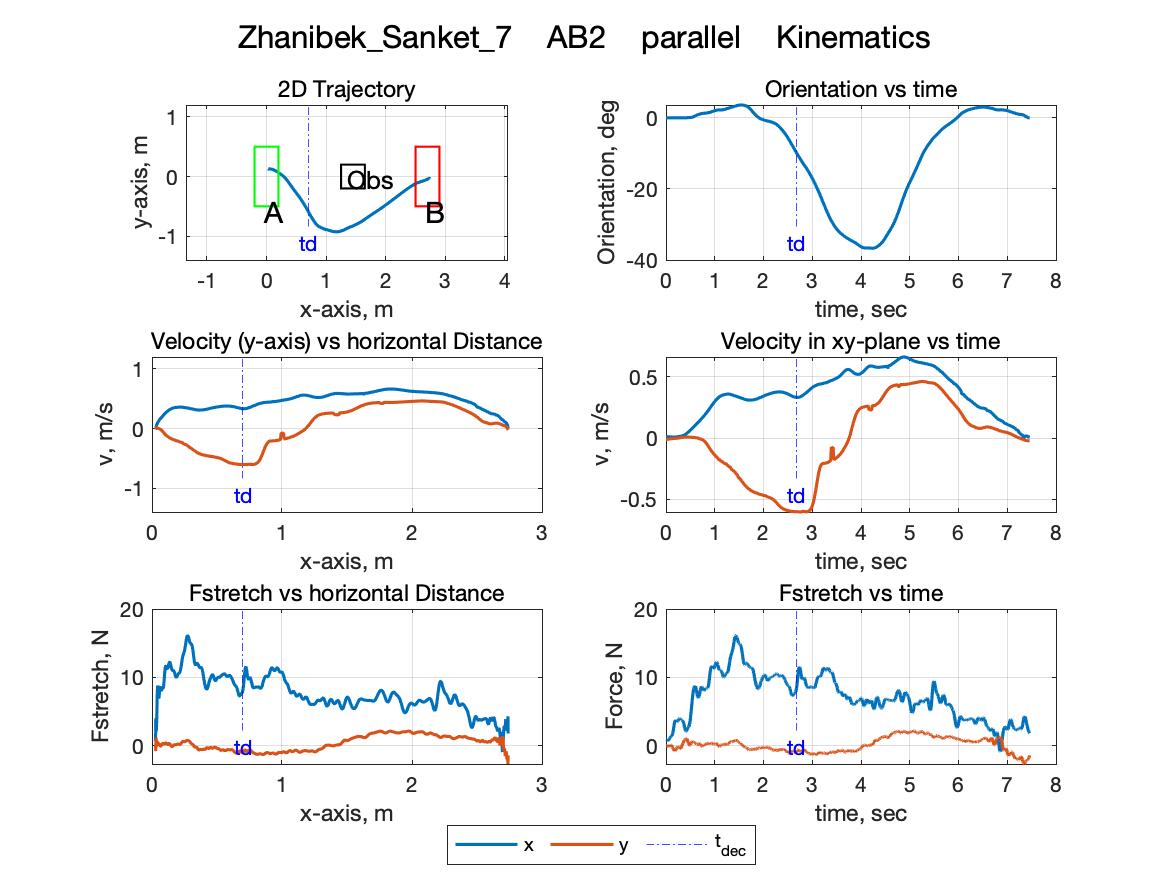 Zhanibek_Sanket_7 AB2 parallel Kinematics
2D Trajectory
y-axis, m
1
0
-1
A
td
Obs
B
-1 0 1 2 3 4
x-axis, m
Orientation vs time
Orientation, deg
0
-20
-40
td
0 1 2 3 4 5 6 7 8
time, sec
Velocity (y-axis) vs horizontal Distance
v, m/s
1
0
-1
td
0 1 2 3
x-axis, m
Velocity in xy-plane vs time
v, m/s
0.5
0
-0.5
td
0 1 2 3 4 5 6 7 8
time, sec
Fstretch vs horizontal Distance
Fstretch, N
20
10
0
td
0 1 2 3
x-axis, m
Fstretch vs time
Force, N
20
10
0
td
0 1 2 3 4 5 6 7 8
time, sec
x y t_dec